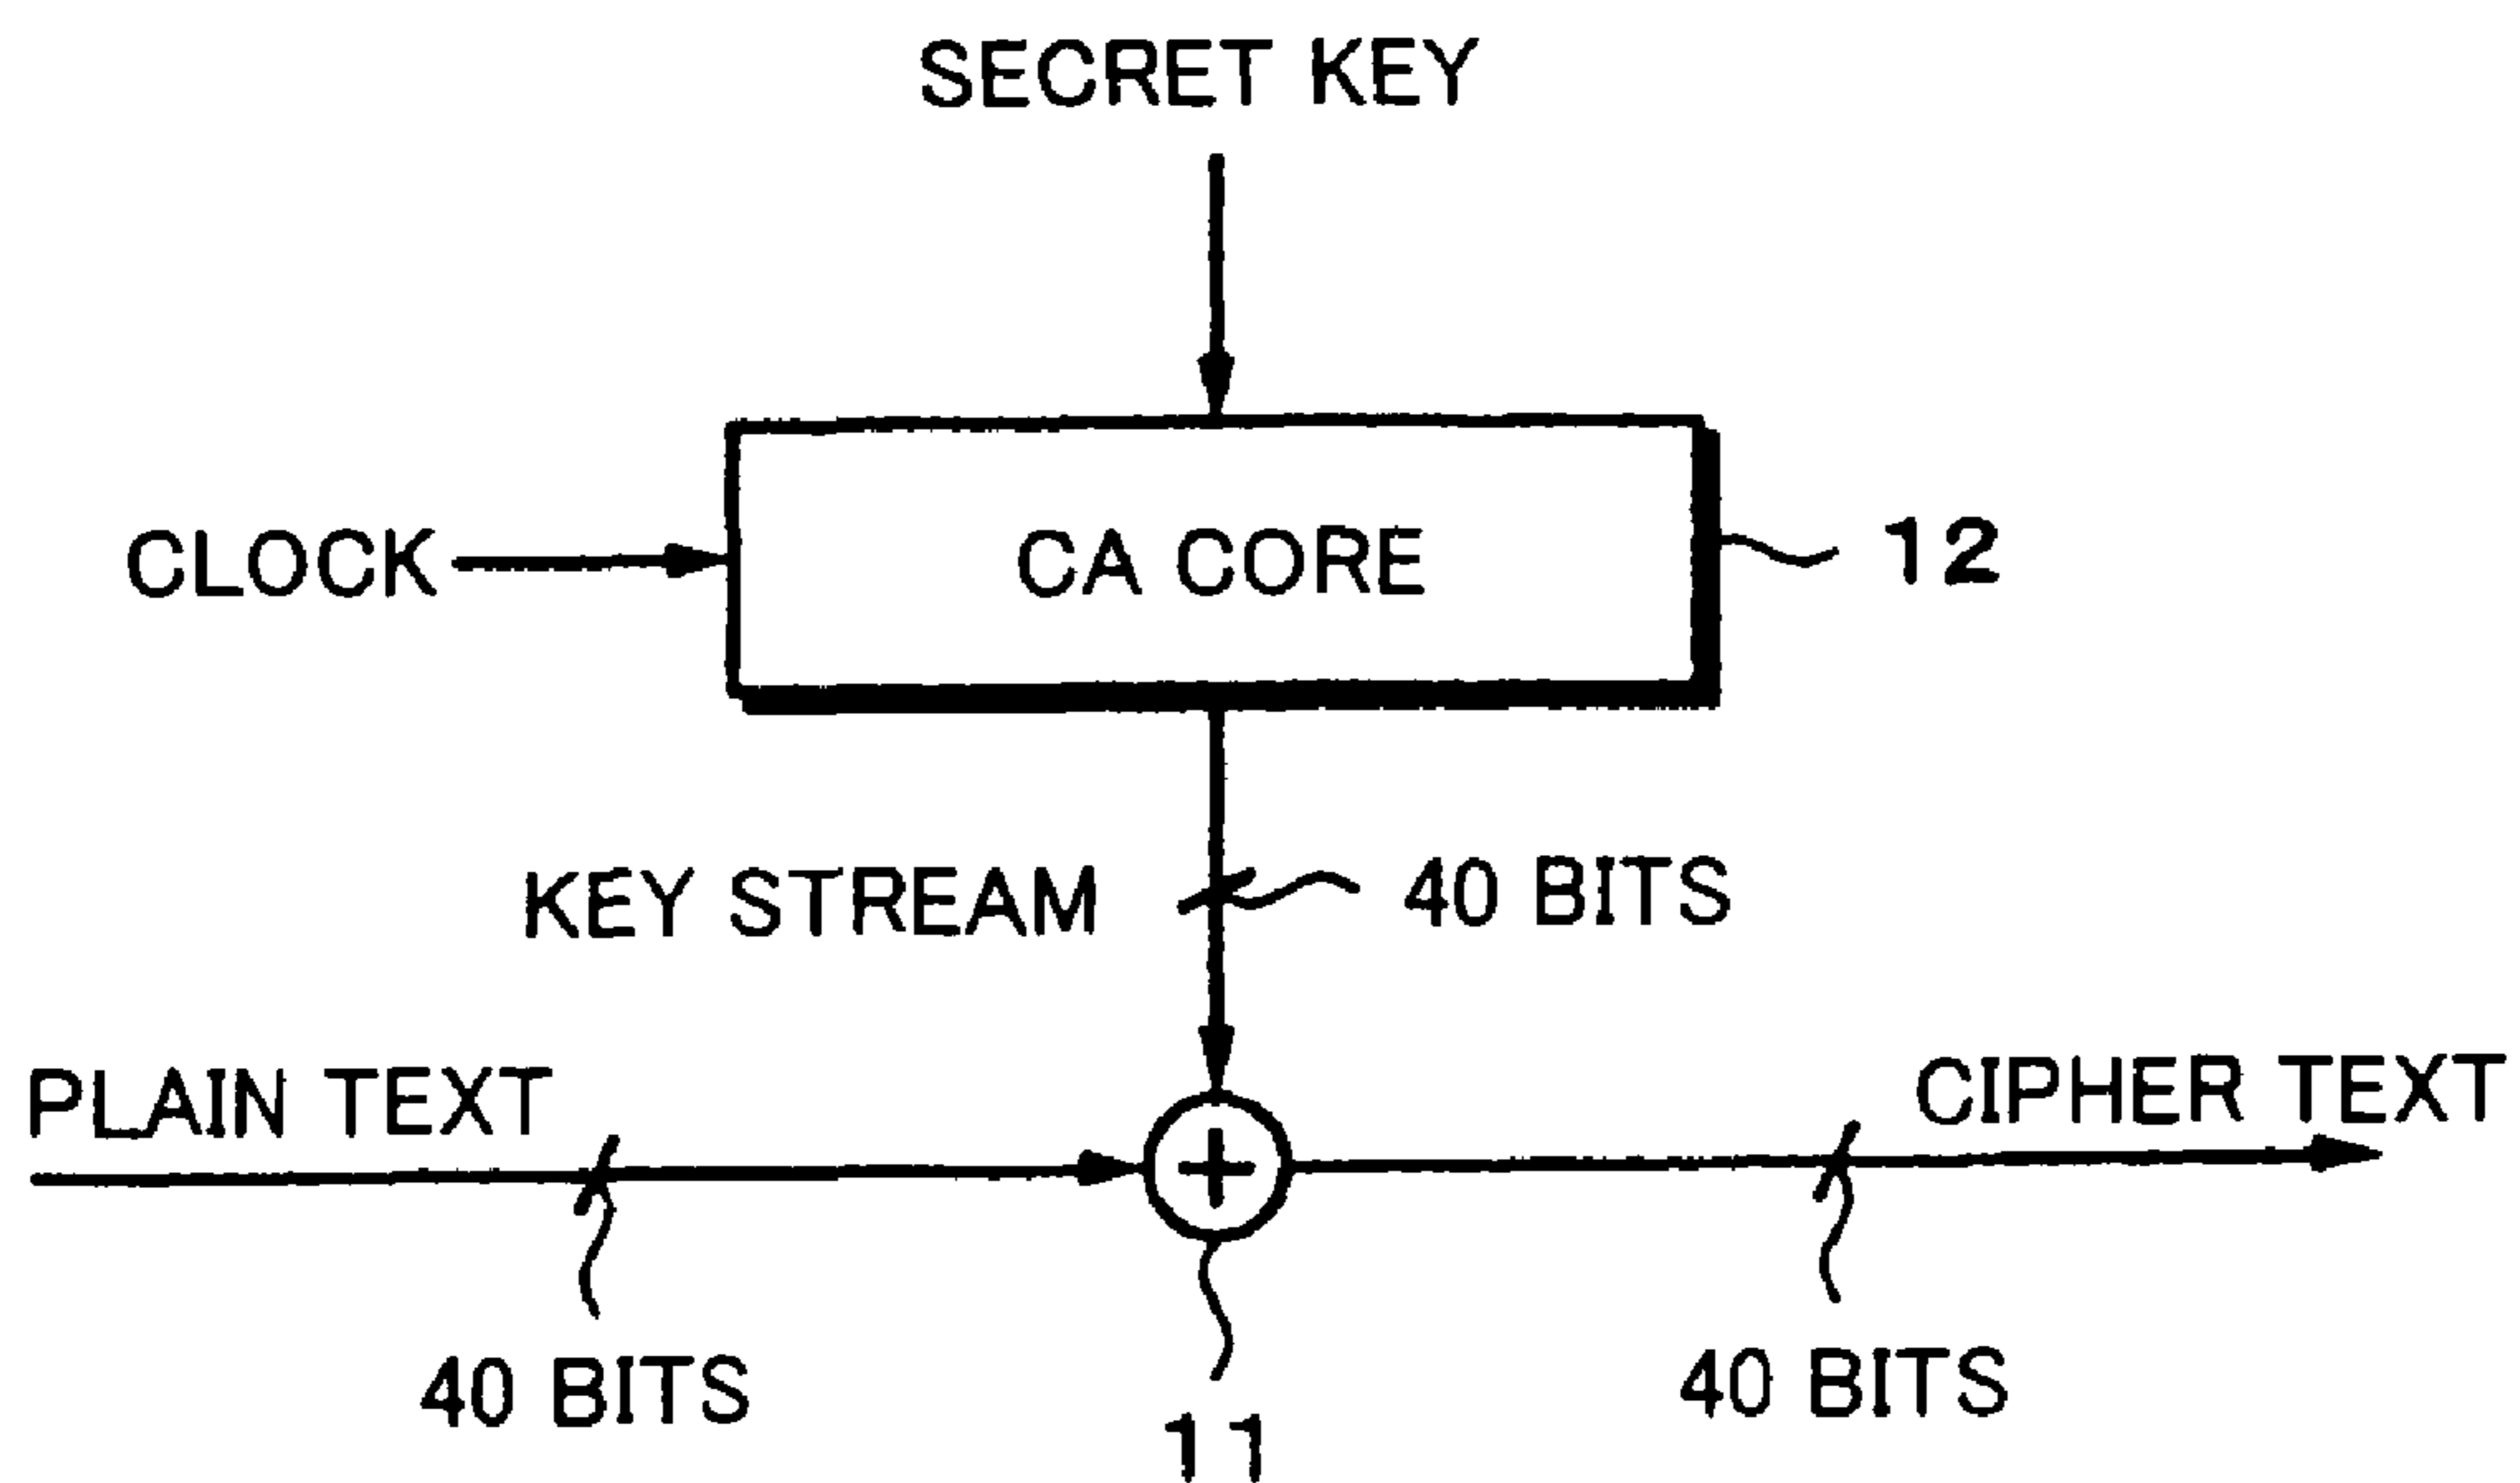 SECRET KEY
CLOCK
CA CORE
12
KEY STREAM
40 BITS
PLAIN TEXT
CIPHER TEXT
40 BITS
40 BITS
11